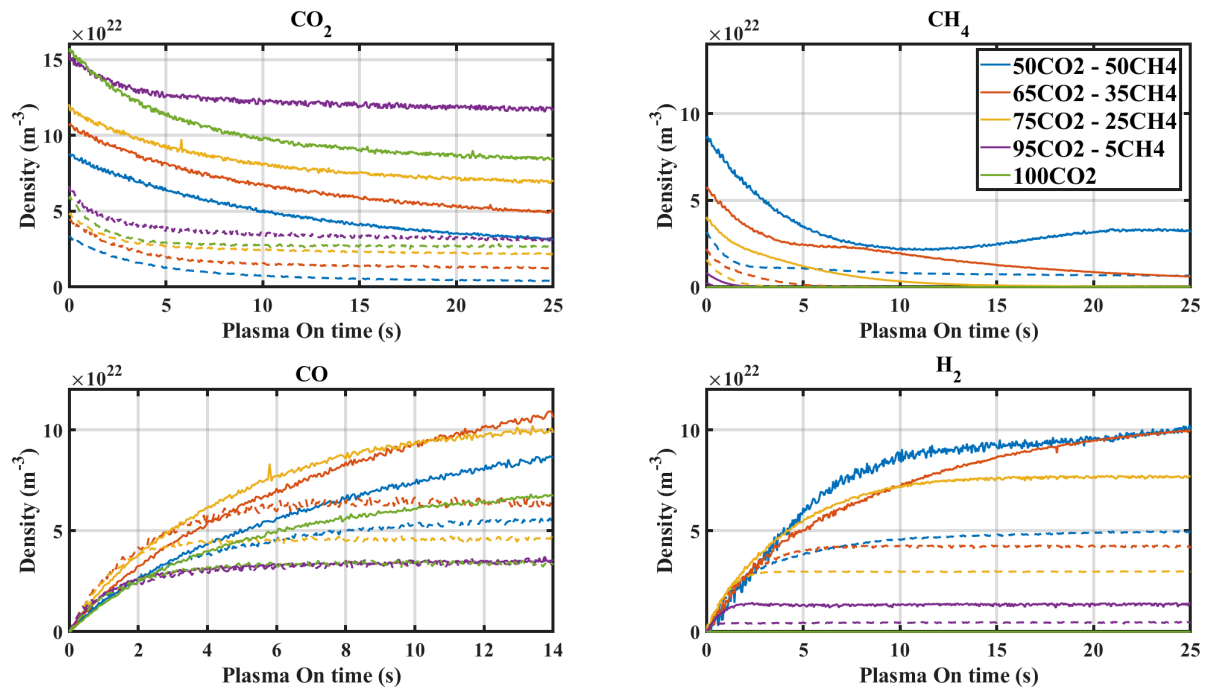 CO2
×10^22
Density (m^-3)
15
10
5
0
0 5 10 15 20 25
Plasma On time (s)
CH4
×10^22
Density (m^-3)
10
5
0
0 5 10 15 20 25
Plasma On time (s)
50CO2 - 50CH4
65CO2 - 35CH4
75CO2 - 25CH4
95CO2 - 5CH4
100CO2
CO
×10^22
Density (m^-3)
10
5
0
0 2 4 6 8 10 12 14
Plasma On time (s)
H2
×10^22
Density (m^-3)
10
5
0
0 5 10 15 20 25
Plasma On time (s)